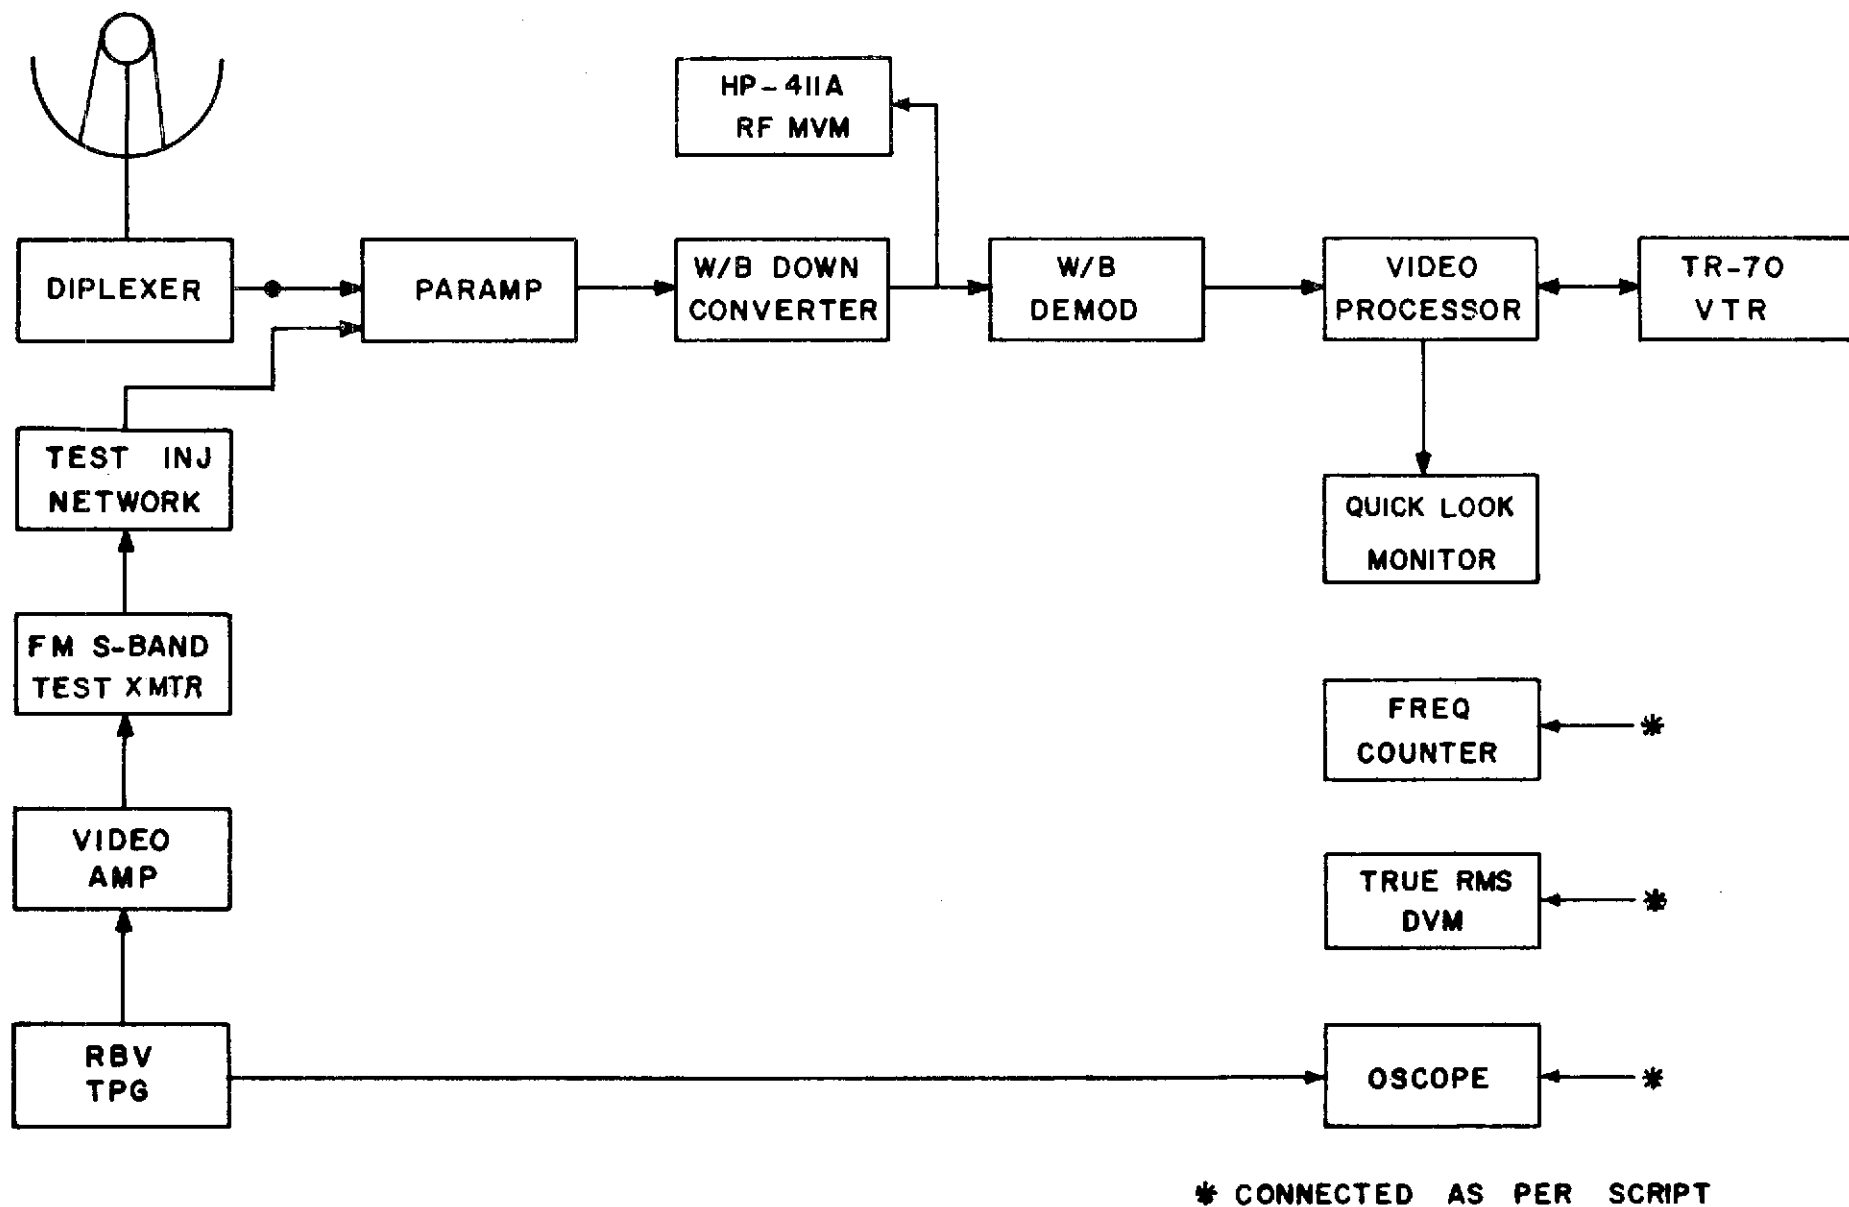 HP-411A
RF MVM
DIPLEXER
PARAMP
W/B DOWN
CONVERTER
W/B
DEMOD
VIDEO
PROCESSOR
TR-70
VTR
TEST INJ
NETWORK
QUICK LOOK
MONITOR
FM S-BAND
TEST XMTR
FREQ
COUNTER
*
VIDEO
AMP
TRUE RMS
DVM
*
RBV
TPG
OSCOPE
*
* CONNECTED AS PER SCRIPT